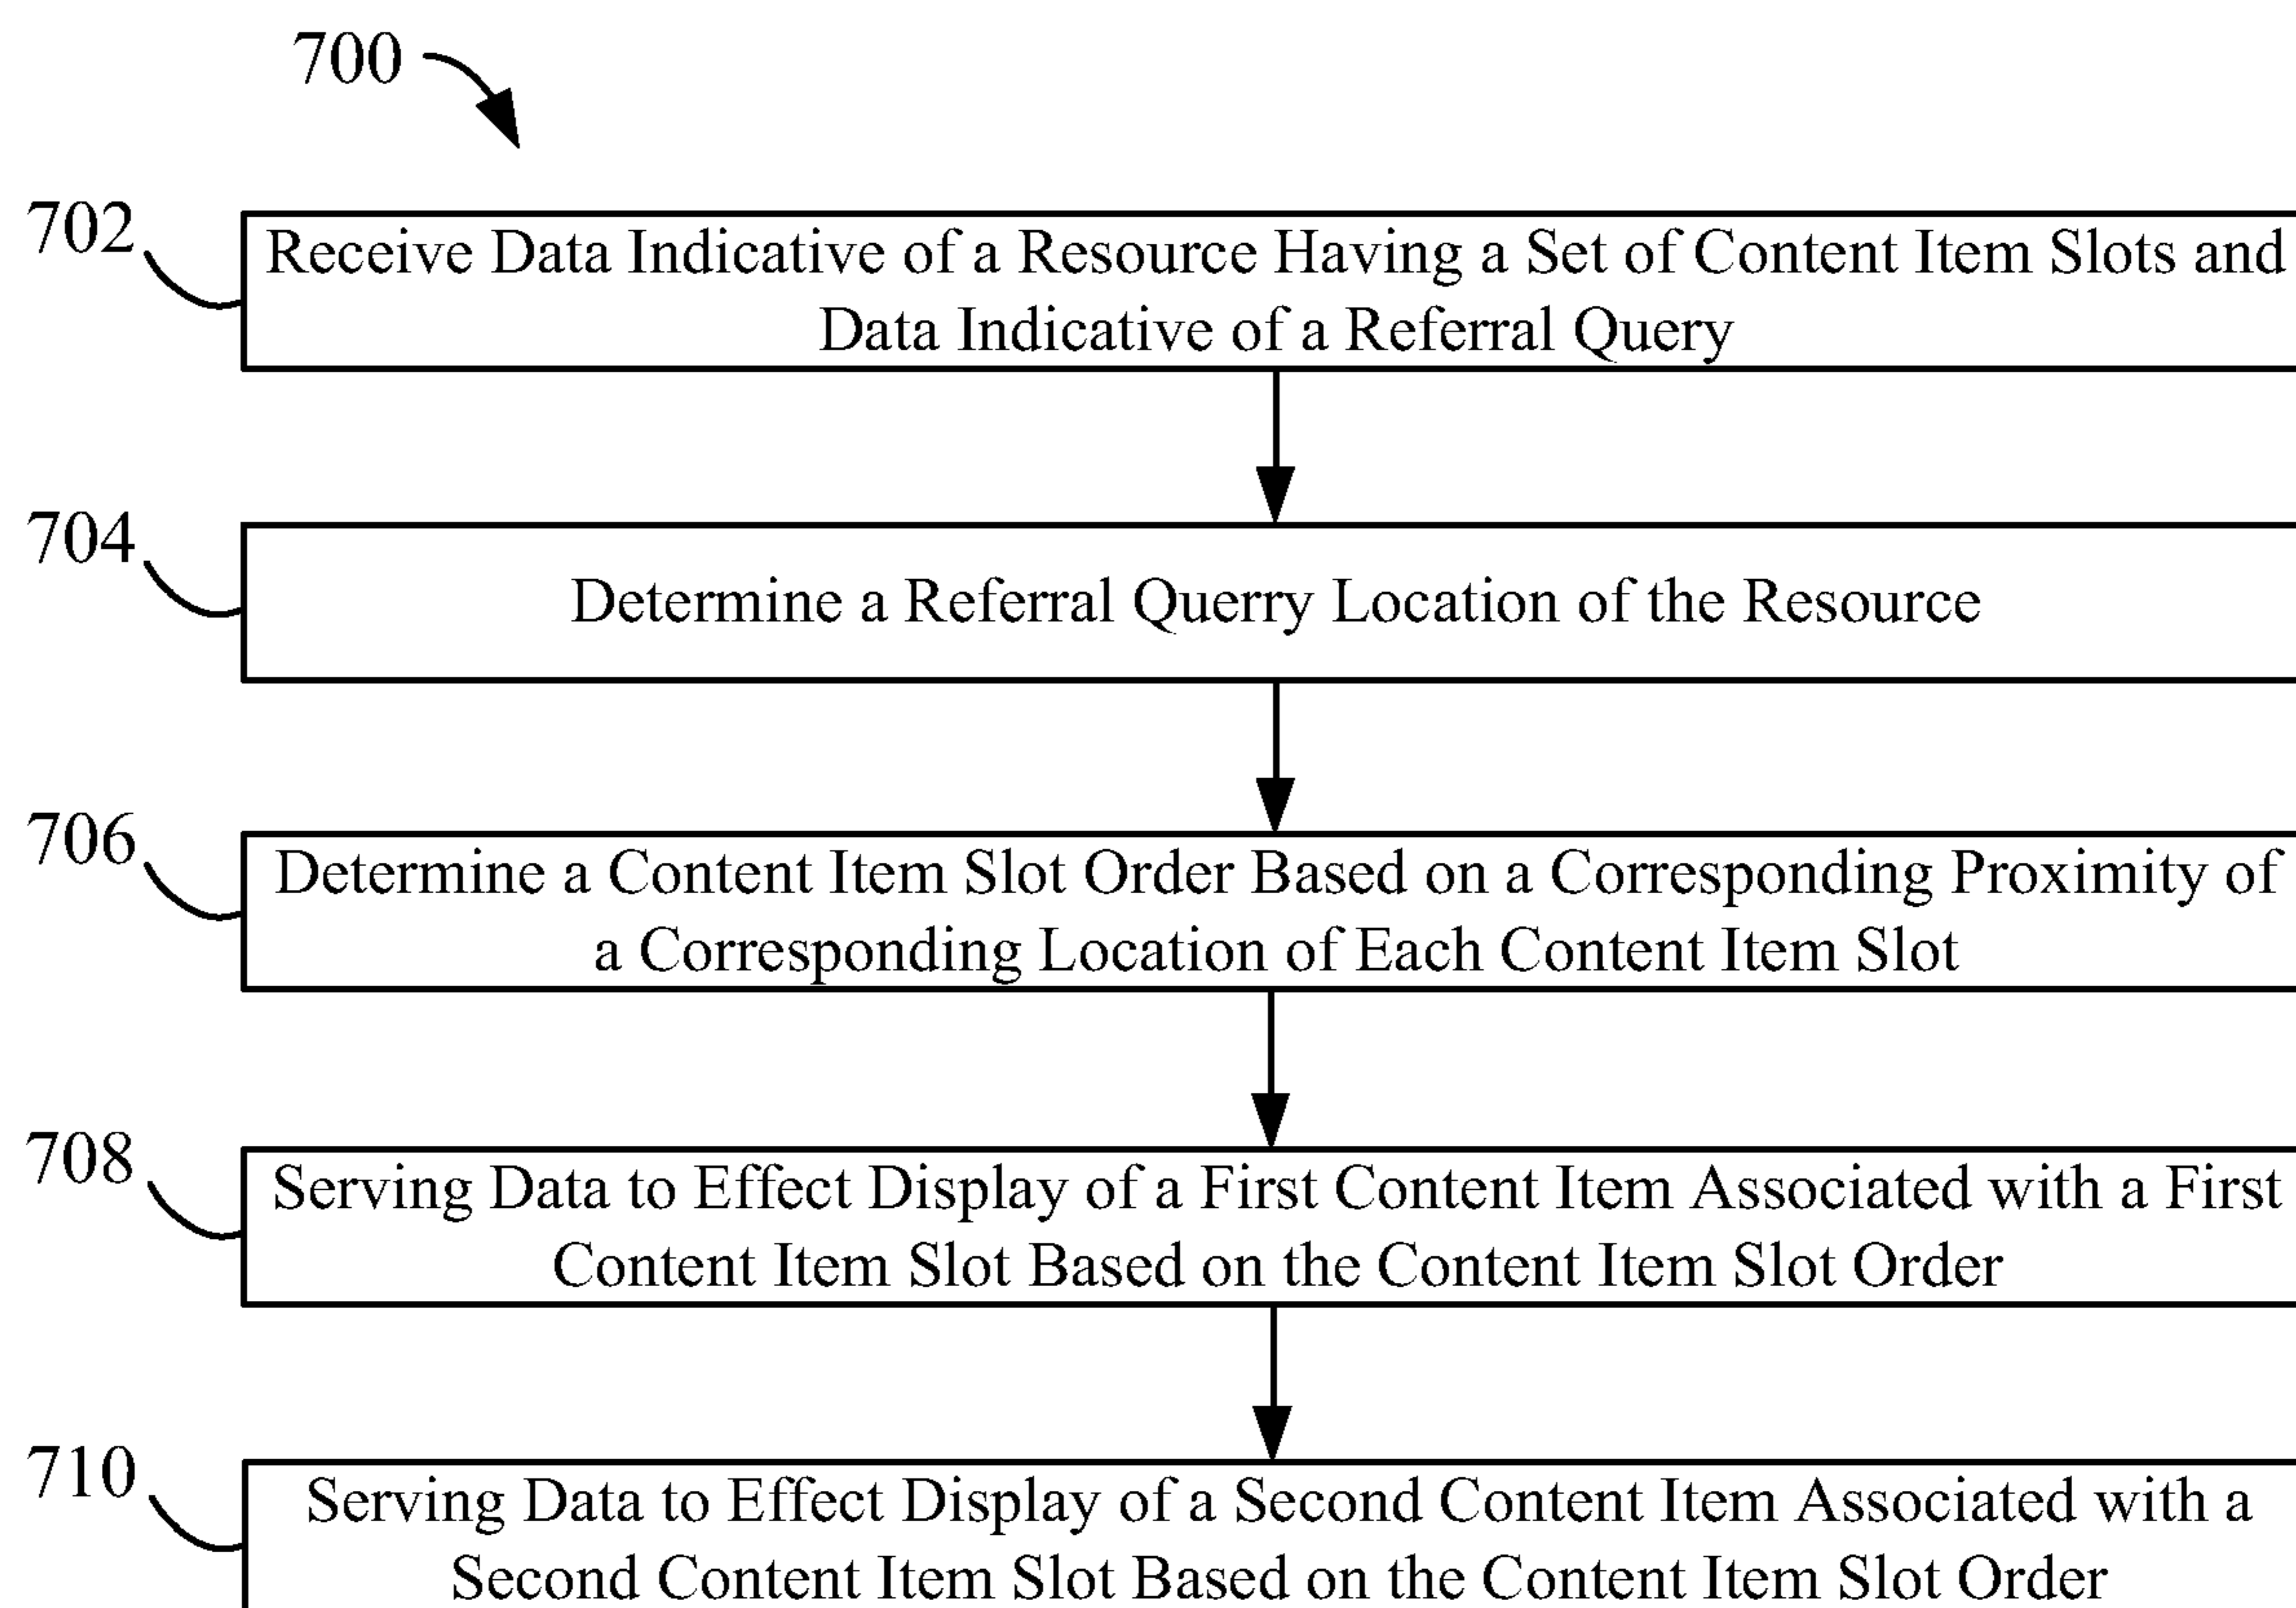 700
702
Receive Data Indicative of a Resource Having a Set of Content Item Slots and
Data Indicative of a Referral Query
704
Determine a Referral Querry Location of the Resource
706
Determine a Content Item Slot Order Based on a Corresponding Proximity of
a Corresponding Location of Each Content Item Slot
708
Serving Data to Effect Display of a First Content Item Associated with a First
Content Item Slot Based on the Content Item Slot Order
710
Serving Data to Effect Display of a Second Content Item Associated with a
Second Content Item Slot Based on the Content Item Slot Order